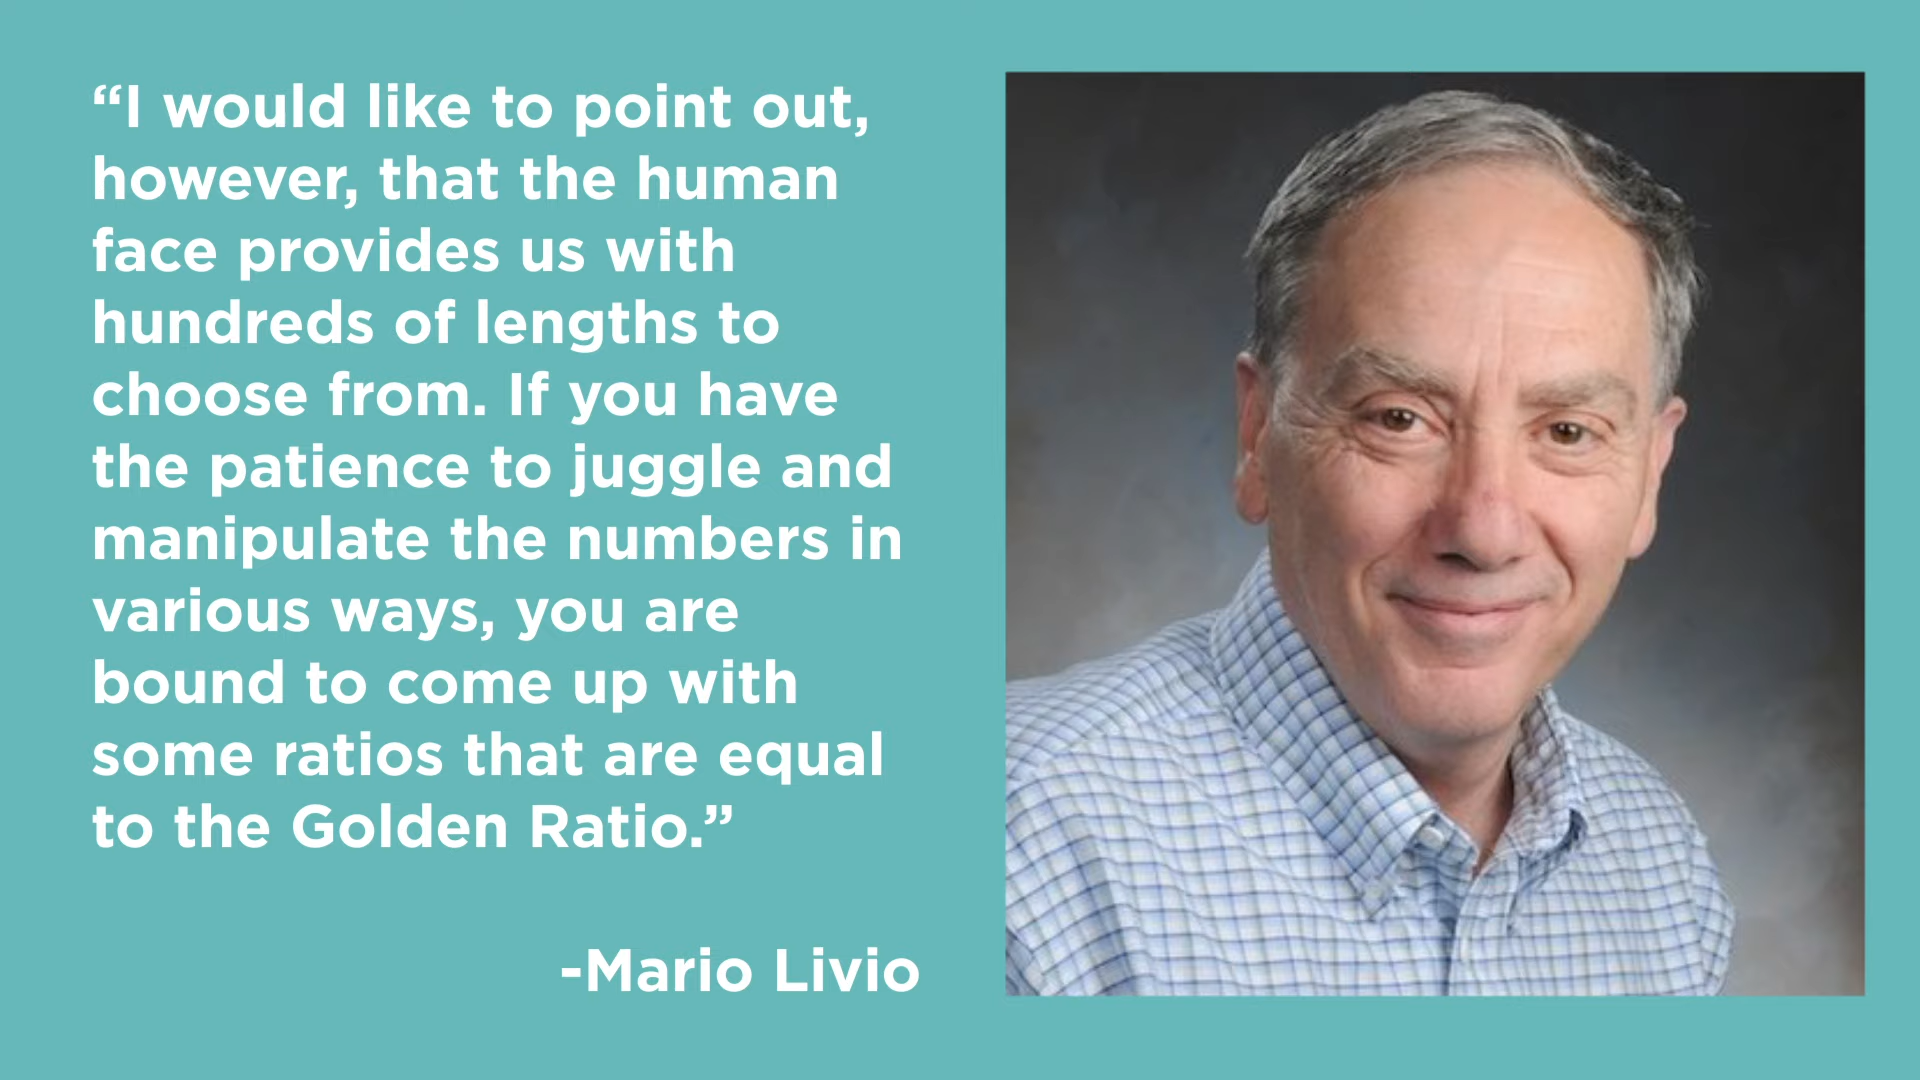 “I would like to point out,
however, that the human
face provides us with
hundreds of lengths to
choose from. If you have
the patience to juggle and
manipulate the numbers in
various ways, you are
bound to come up with
some ratios that are equal
to the Golden Ratio.”
-Mario Livio